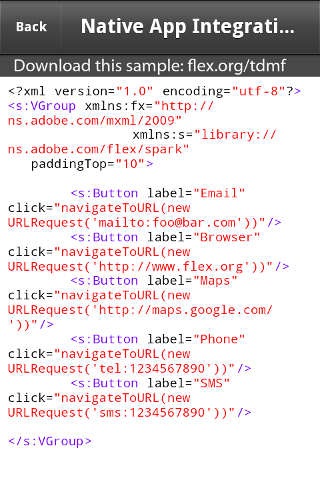 Back
Native App Integrati...
Download this sample: flex.org/tdmf
<?xml version="1.0" encoding="utf-8"?>
<s:VGroup xmlns:fx="http://
ns.adobe.com/mxml/2009"
xmlns:s="library://
ns.adobe.com/flex/spark"
paddingTop="10">
<s:Button label="Email"
click="navigateToURL(new
URLRequest('mailto:foo@bar.com'))"/>
<s:Button label="Browser"
click="navigateToURL(new
URLRequest('http://www.flex.org'))"/>
<s:Button label="Maps"
click="navigateToURL(new
URLRequest('http://maps.google.com/
'))"/>
<s:Button label="Phone"
click="navigateToURL(new
URLRequest('tel:1234567890'))"/>
<s:Button label="SMS"
click="navigateToURL(new
URLRequest('sms:1234567890'))"/>
</s:VGroup>